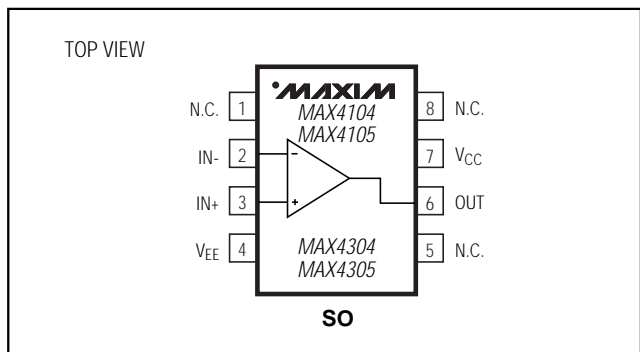 TOP VIEW
MAXIM
MAX4104
MAX4105
N.C. 1
8 N.C.
IN- 2
-
7 VCC
IN+ 3
+
6 OUT
VEE 4
MAX4304
MAX4305
5 N.C.
SO